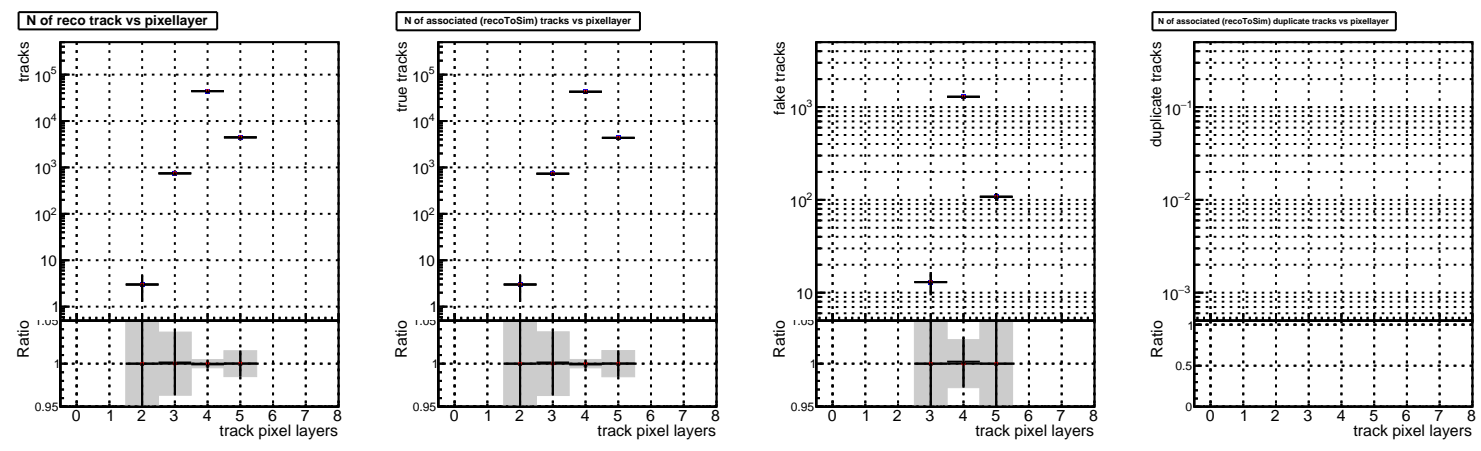 N of reco track vs pixellayer
tracks
10^5
10^4
10^3
10^2
10
1
Ratio
1.05
1
0.95
0 1 2 3 4 5 6 7 8
track pixel layers
N of associated (recoToSim) tracks vs pixellayer
true tracks
10^5
10^4
10^3
10^2
10
1
Ratio
1.05
1
0.95
0 1 2 3 4 5 6 7 8
track pixel layers
fake tracks
10^3
10^2
10
Ratio
1.05
1
0.95
0 1 2 3 4 5 6 7 8
track pixel layers
N of associated (recoToSim) duplicate tracks vs pixellayer
duplicate tracks
10^−1
10^−2
10^−3
Ratio
1
0.5
0
0 1 2 3 4 5 6 7 8
track pixel layers